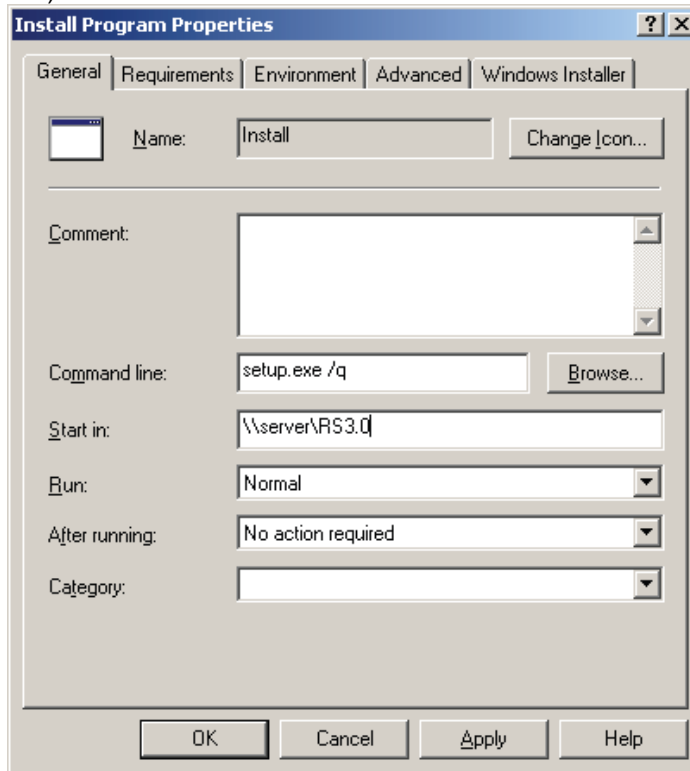 Install Program Properties
General Requirements Environment Advanced Windows Installer
Name: Install Change Icon...
Comment:
Command line: setup.exe /q Browse...
Start in: \\server\RS3.0
Run: Normal
After running: No action required
Category:
OK Cancel Apply Help